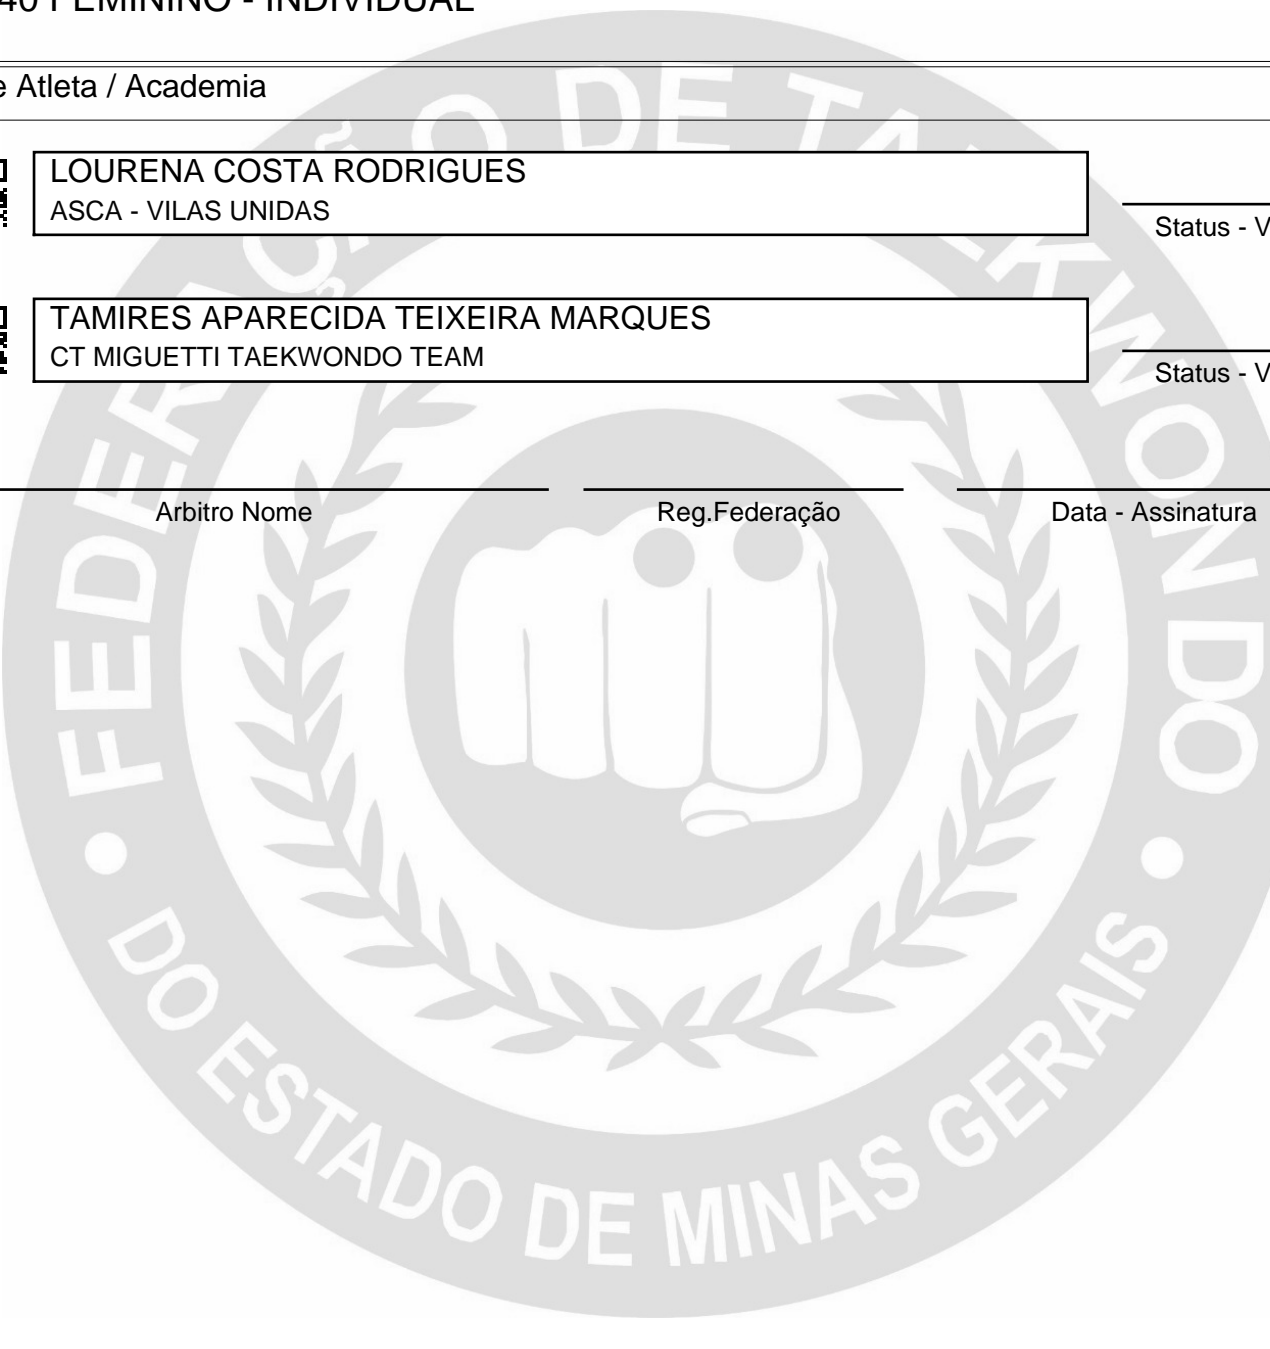 40 FEMININO - INDIVIDUAL
e Atleta / Academia
LOURENA COSTA RODRIGUES
ASCA - VILAS UNIDAS
Status - V
TAMIRES APARECIDA TEIXEIRA MARQUES
CT MIGUETTI TAEKWONDO TEAM
Status - V
Arbitro Nome Reg.Federação Data - Assinatura
FEDERAÇÃO DE TAEKWONDO
DO ESTADO DE MINAS GERAIS